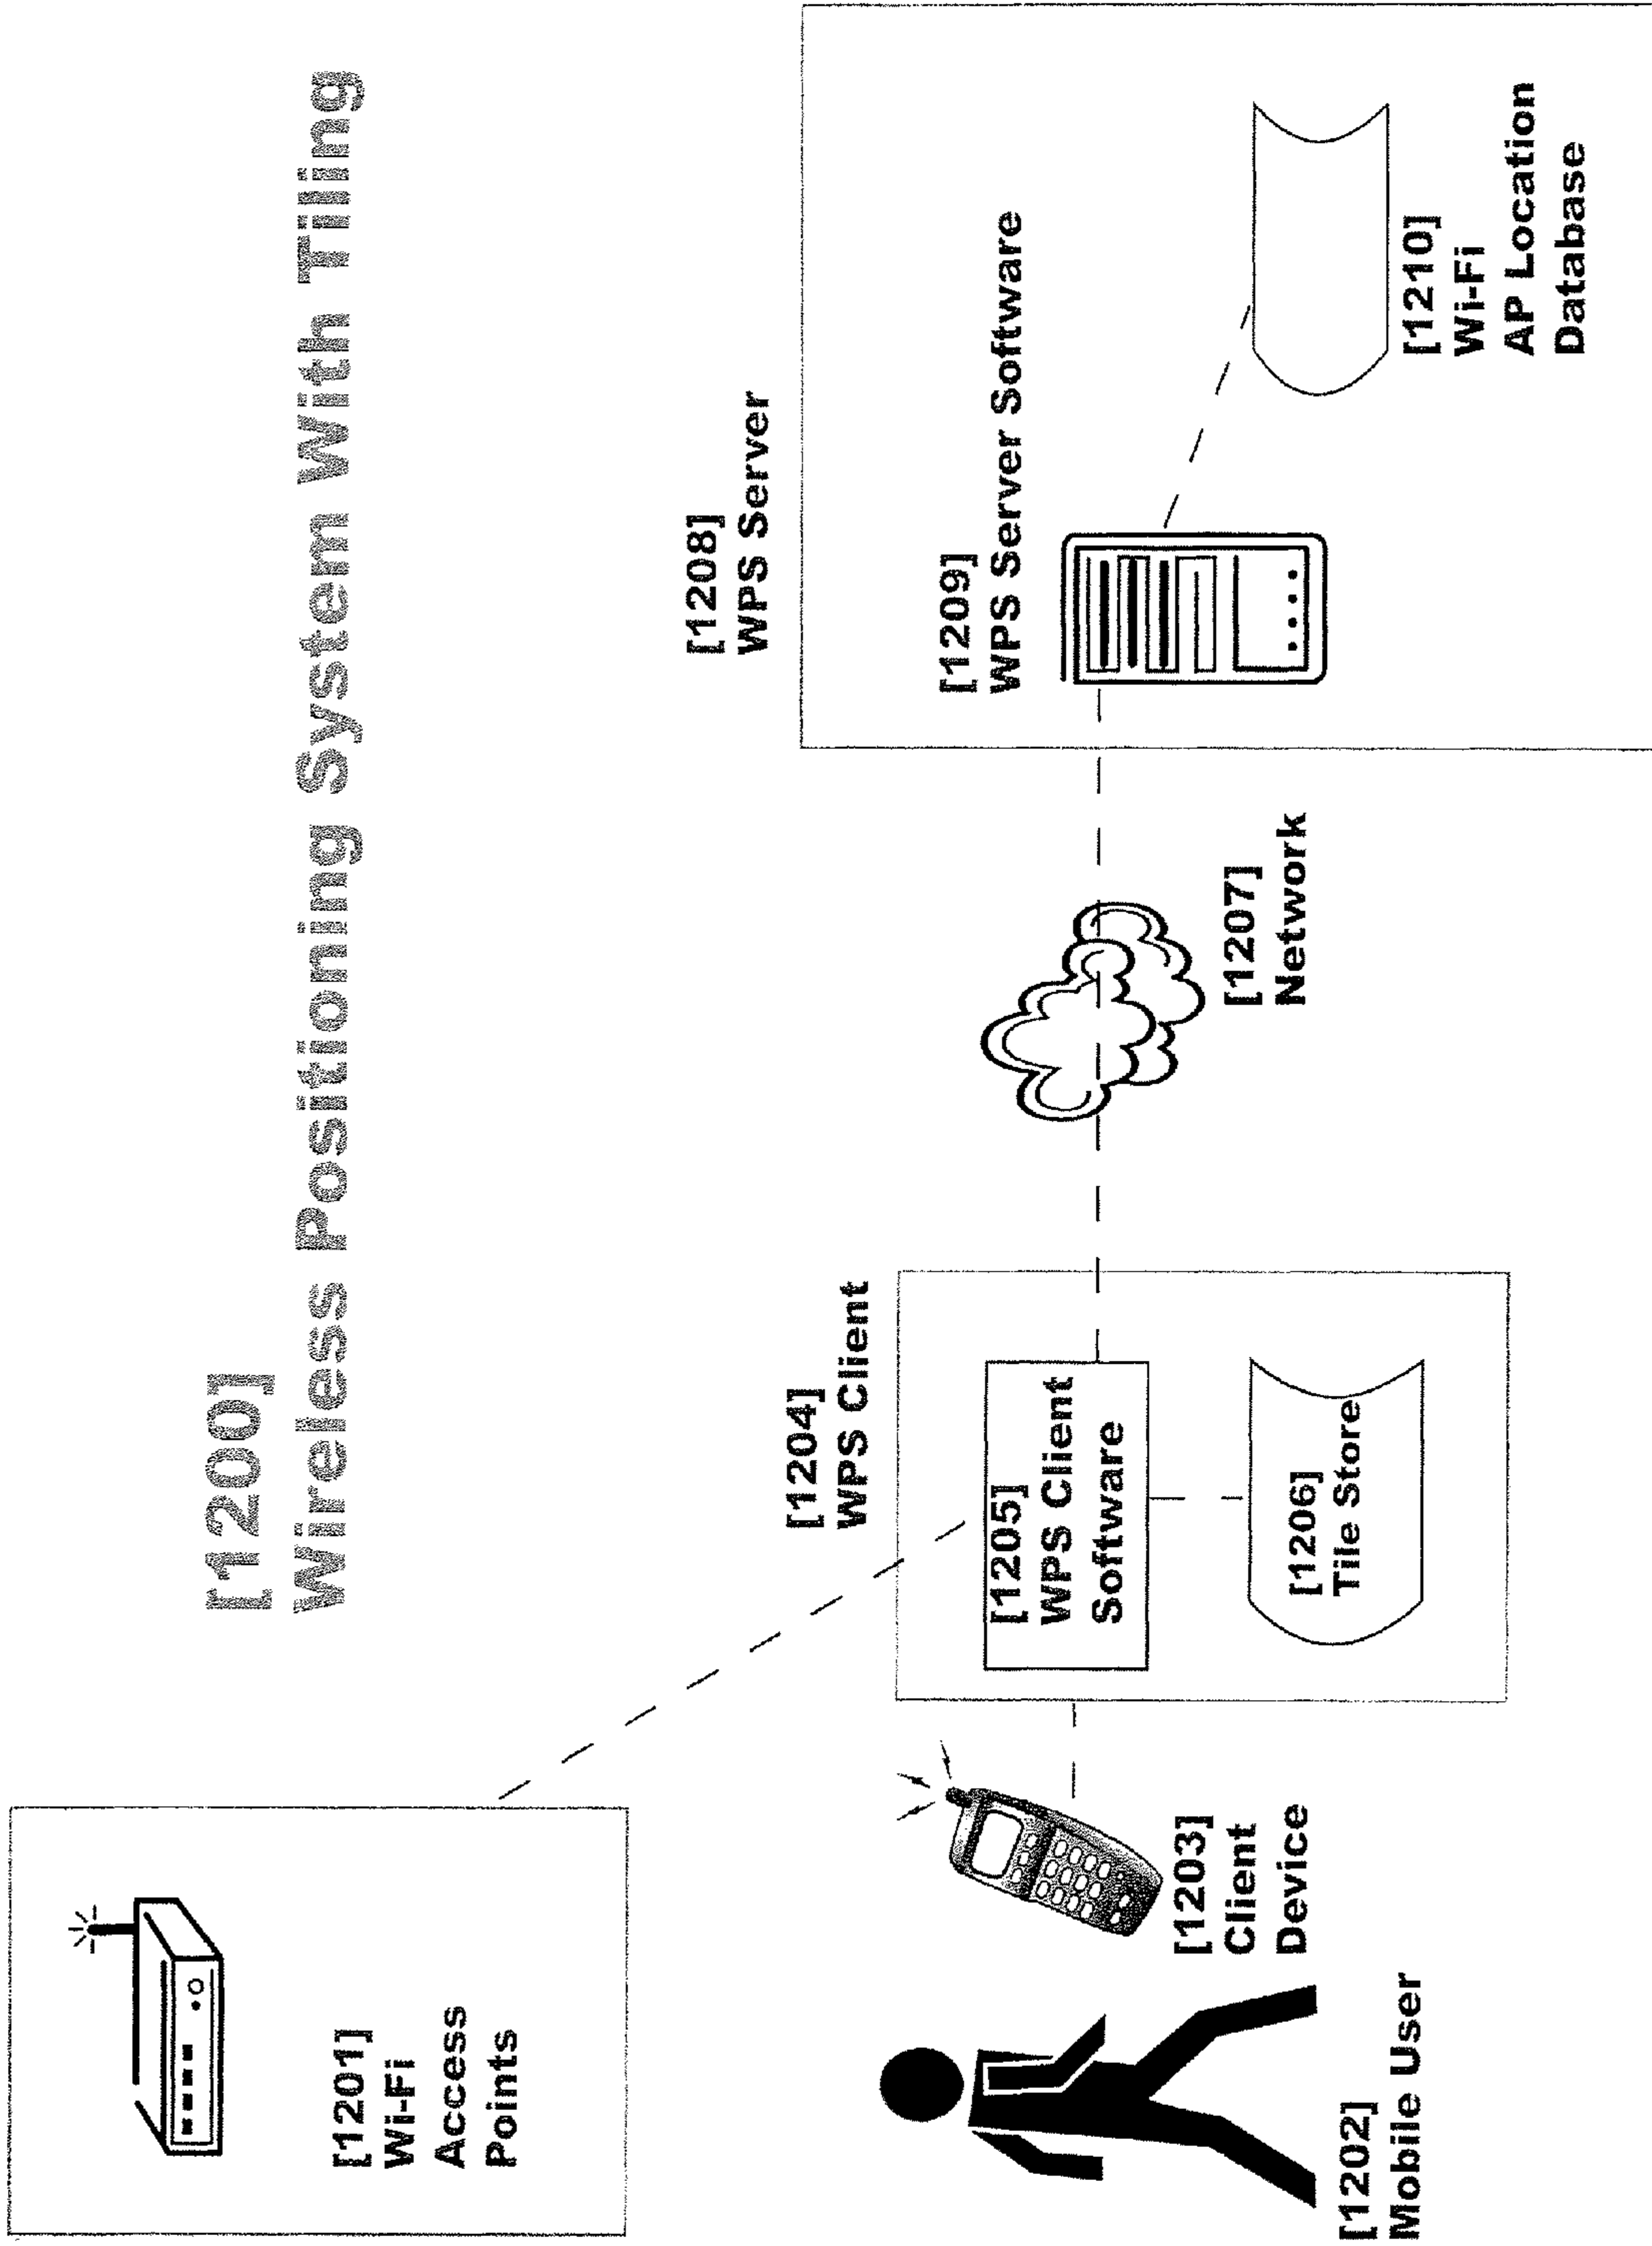 [1200]
Wireless Positioning System With Tiling
[1201]
Wi-Fi
Access
Points
[1202]
Mobile User
[1203]
Client
Device
[1204]
WPS Client
[1205]
WPS Client
Software
[1206]
Tile Store
[1207]
Network
[1208]
WPS Server
[1209]
WPS Server Software
[1210]
Wi-Fi
AP Location
Database